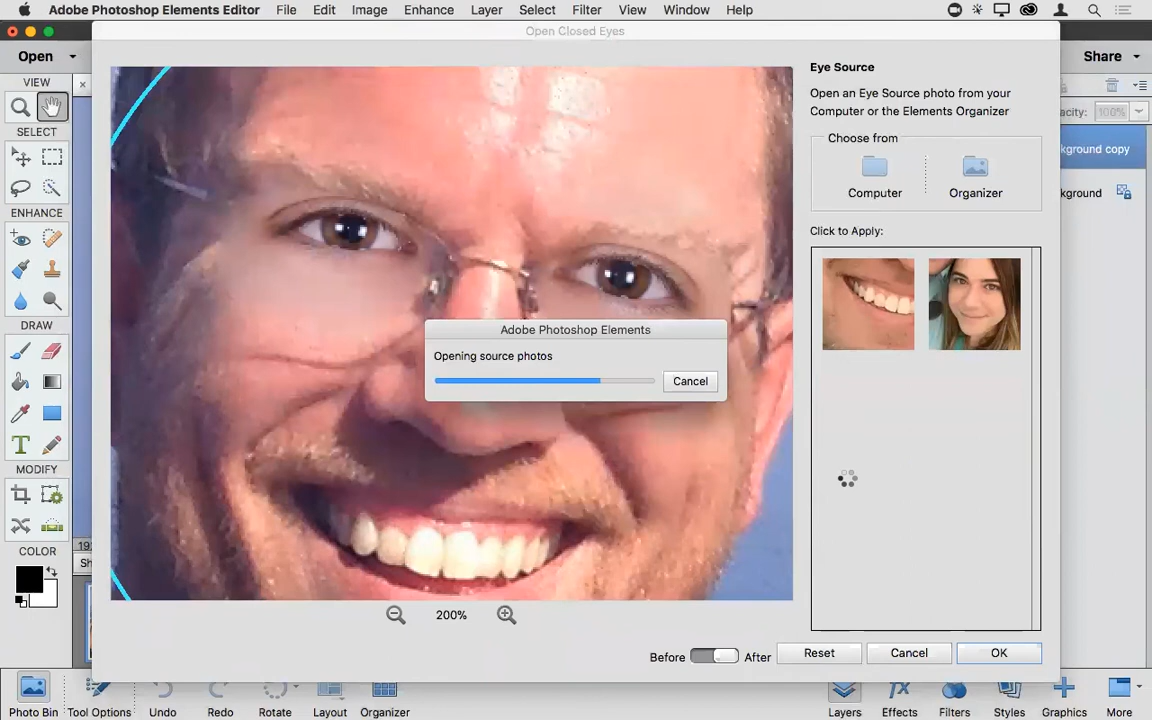 Adobe Photoshop Elements Editor File Edit Image Enhance Layer Select Filter View Window Help
Open Closed Eyes
Open
Share
VIEW
SELECT
ENHANCE
DRAW
MODIFY
COLOR
Eye Source
Open an Eye Source photo from your
Computer or the Elements Organizer
Choose from
Computer Organizer
Click to Apply:
acity: 100%
kground copy
kground
Adobe Photoshop Elements
Opening source photos
Cancel
200%
Before After Reset Cancel OK
19
Sh
Photo Bin Tool Options Undo Redo Rotate Layout Organizer Layers Effects Filters Styles Graphics More